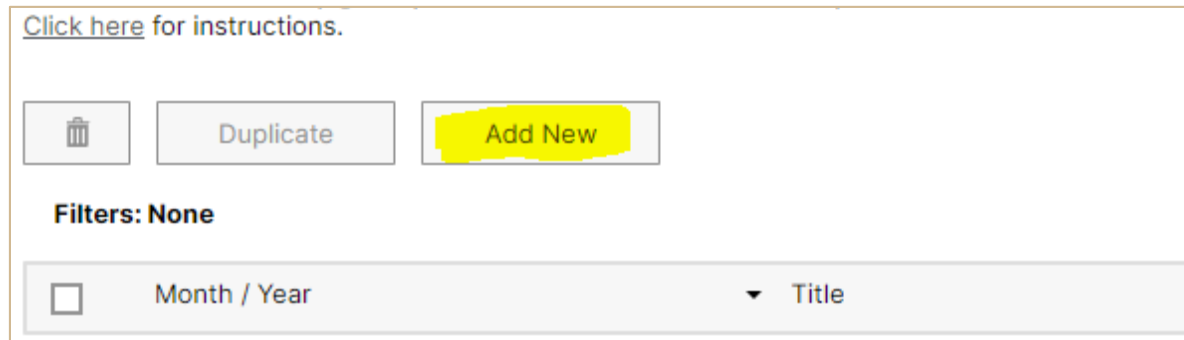 Click here for instructions.
Duplicate Add New
Filters: None
Month / Year Title